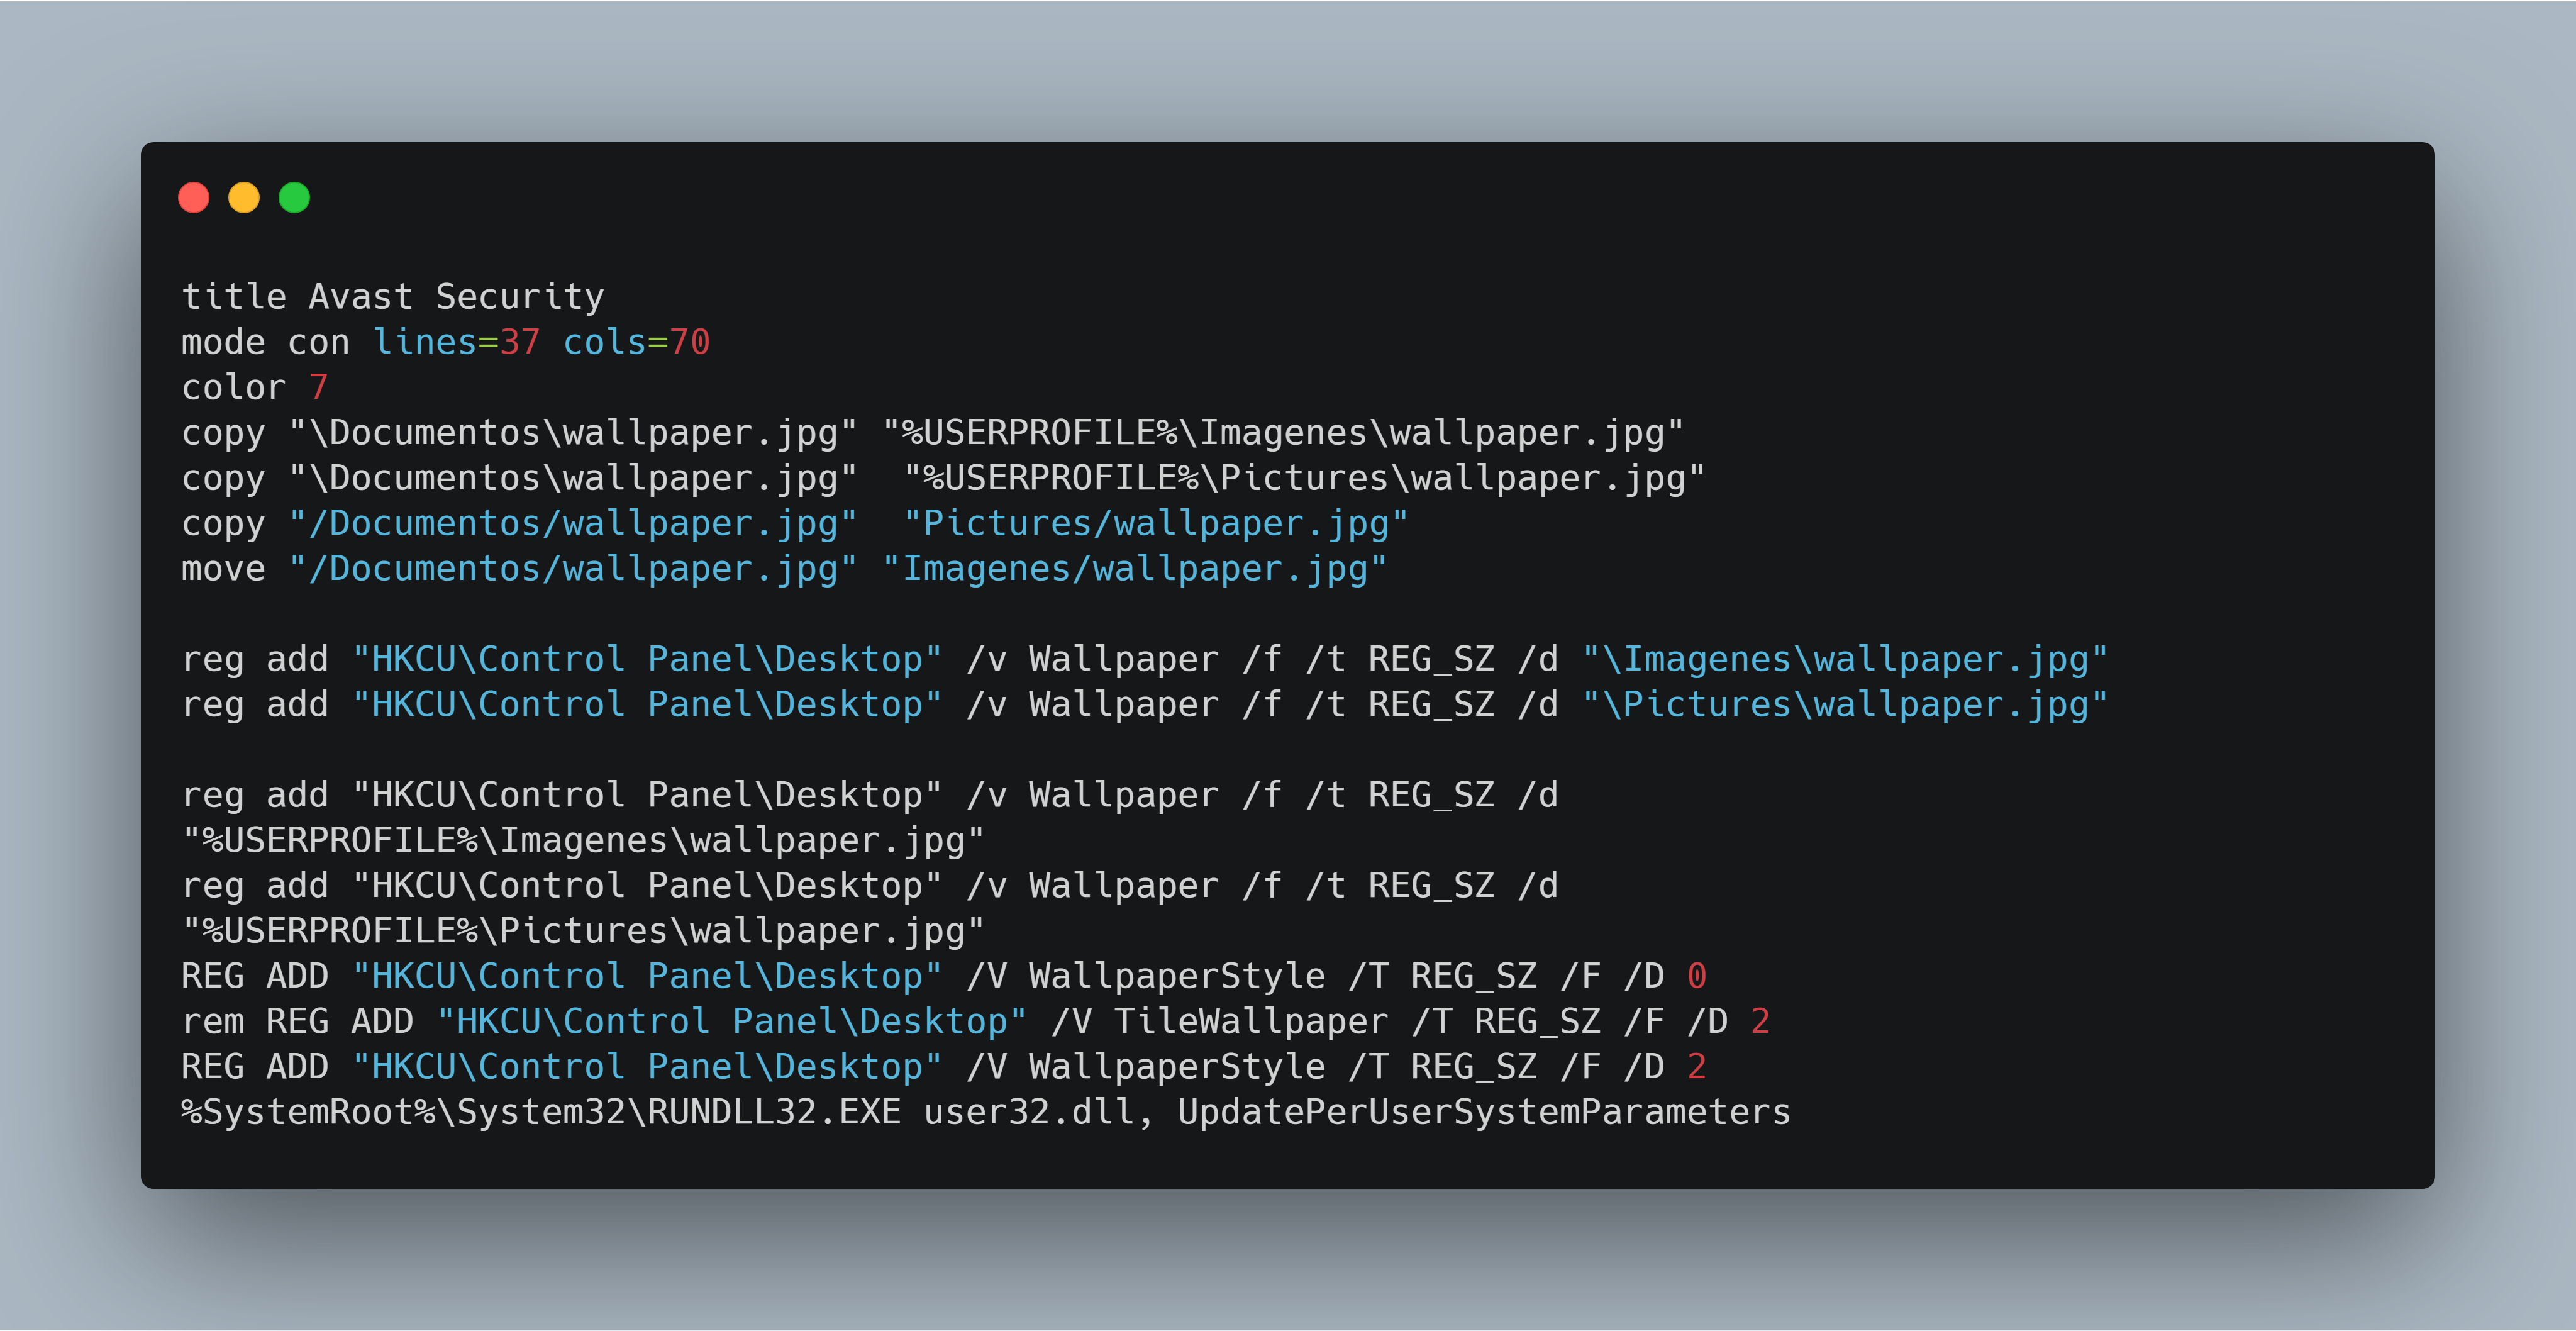 title Avast Security
mode con lines=37 cols=70
color 7
copy "\Documentos\wallpaper.jpg" "%USERPROFILE%\Imagenes\wallpaper.jpg"
copy "\Documentos\wallpaper.jpg"  "%USERPROFILE%\Pictures\wallpaper.jpg"
copy "/Documentos/wallpaper.jpg"  "Pictures/wallpaper.jpg"
move "/Documentos/wallpaper.jpg" "Imagenes/wallpaper.jpg"
reg add "HKCU\Control Panel\Desktop" /v Wallpaper /f /t REG_SZ /d "\Imagenes\wallpaper.jpg"
reg add "HKCU\Control Panel\Desktop" /v Wallpaper /f /t REG_SZ /d "\Pictures\wallpaper.jpg"
reg add "HKCU\Control Panel\Desktop" /v Wallpaper /f /t REG_SZ /d
"%USERPROFILE%\Imagenes\wallpaper.jpg"
reg add "HKCU\Control Panel\Desktop" /v Wallpaper /f /t REG_SZ /d
"%USERPROFILE%\Pictures\wallpaper.jpg"
REG ADD "HKCU\Control Panel\Desktop" /V WallpaperStyle /T REG_SZ /F /D 0
rem REG ADD "HKCU\Control Panel\Desktop" /V TileWallpaper /T REG_SZ /F /D 2
REG ADD "HKCU\Control Panel\Desktop" /V WallpaperStyle /T REG_SZ /F /D 2
%SystemRoot%\System32\RUNDLL32.EXE user32.dll, UpdatePerUserSystemParameters